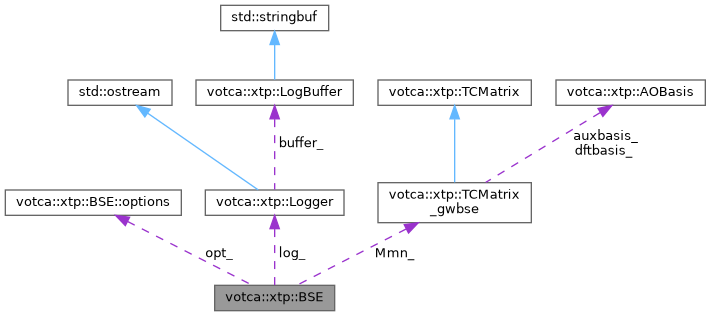 std::stringbuf
std::ostream
votca::xtp::LogBuffer
votca::xtp::TCMatrix
votca::xtp::AOBasis
buffer_
auxbasis_
dftbasis_
votca::xtp::BSE::options
votca::xtp::Logger
votca::xtp::TCMatrix
_gwbse
opt_
log_
Mmn_
votca::xtp::BSE